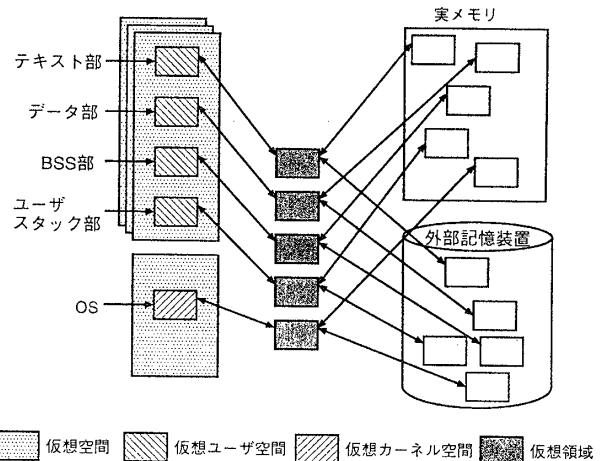 実メモリ
テキスト部
データ部
BSS部
ユーザ
スタック部
外部記憶装置
OS
仮想空間
仮想ユーザ空間
仮想カーネル空間
仮想領域